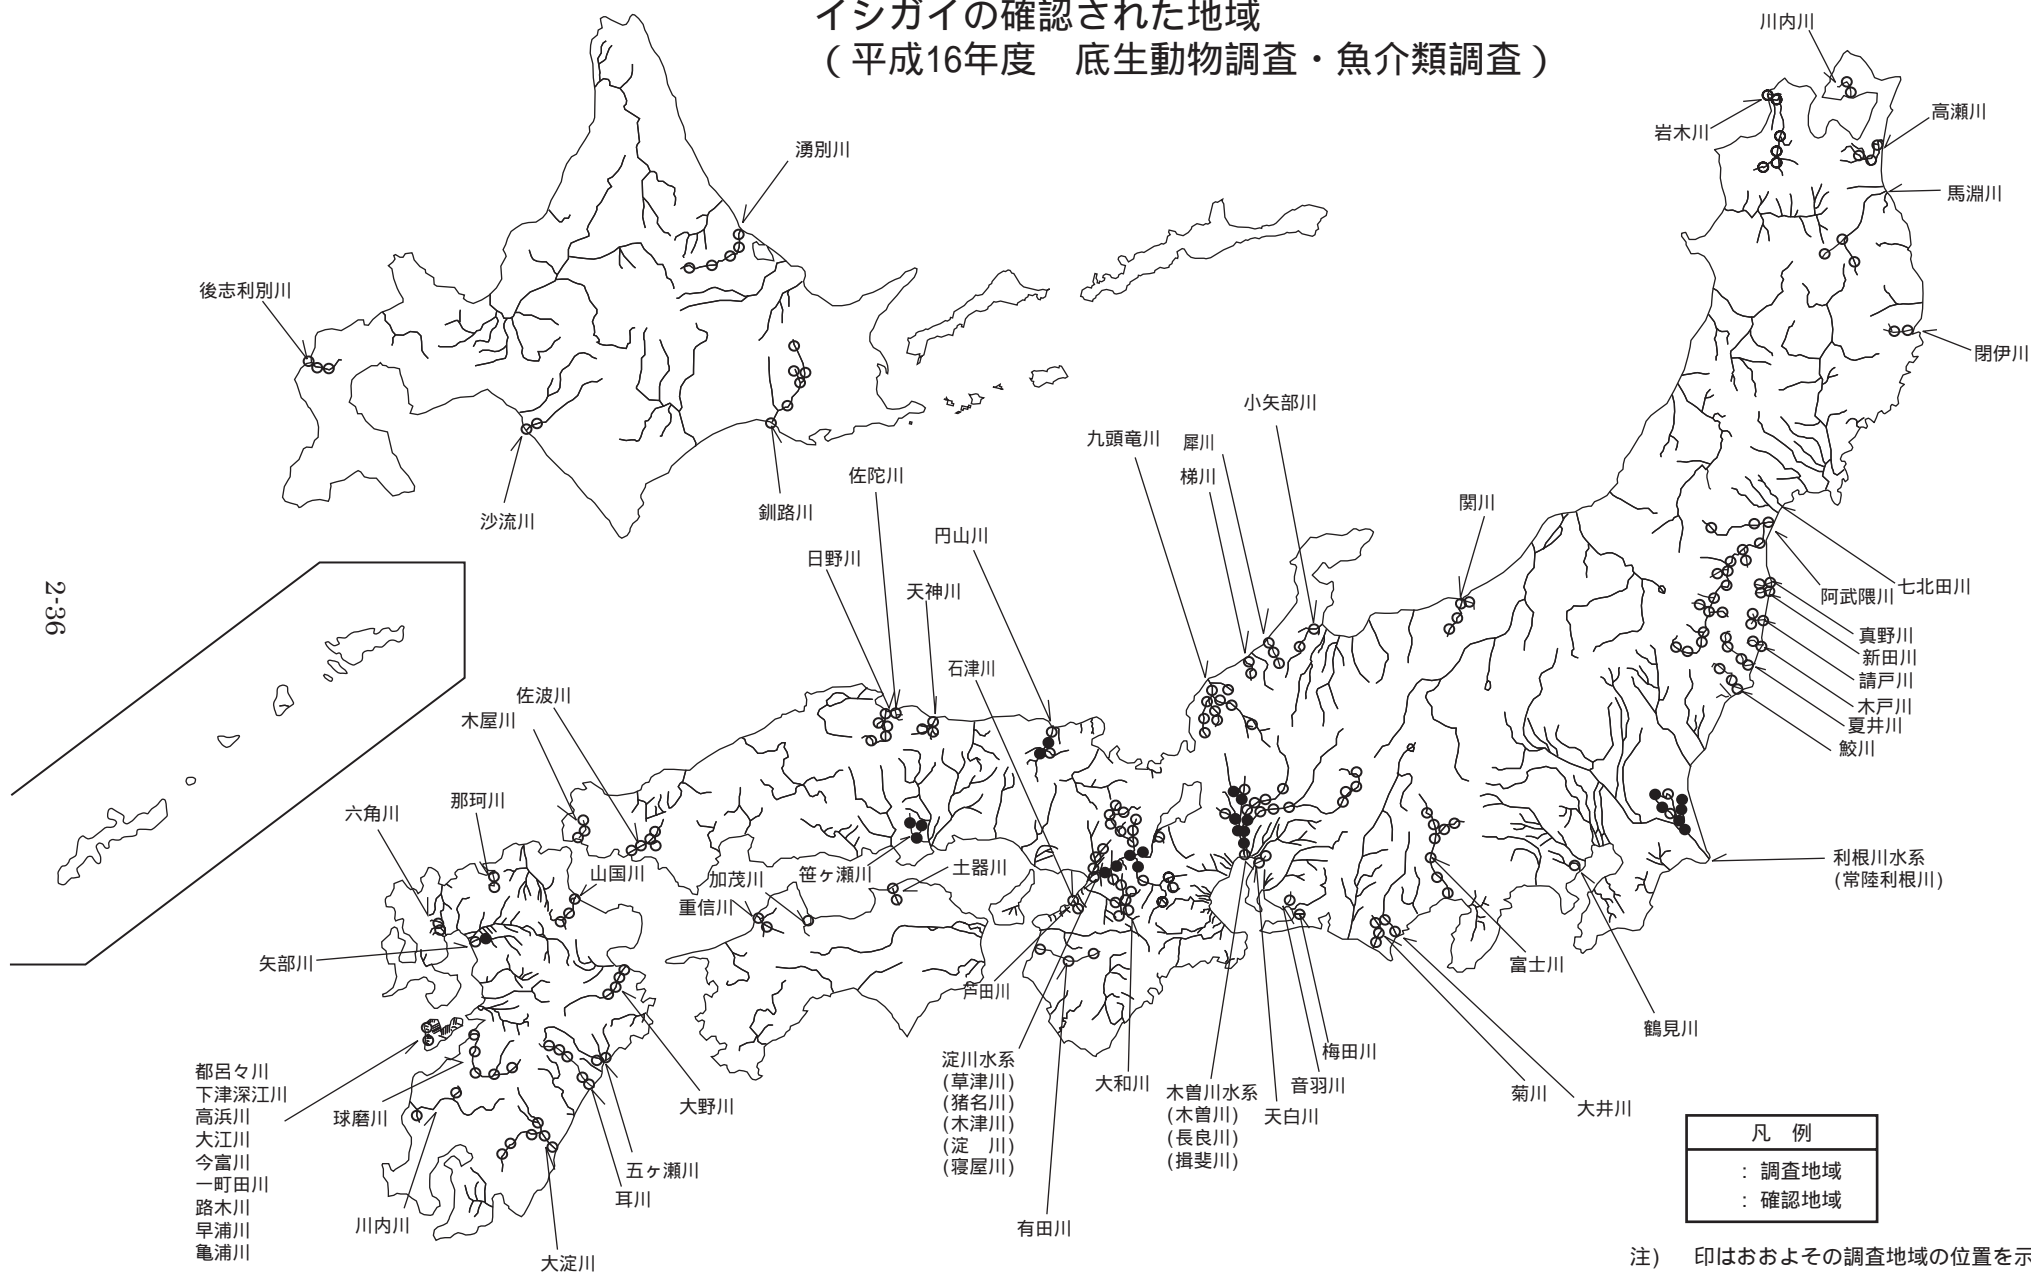 イシガイの確認された地域
（平成16年度　底生動物調査・魚介類調査）
川内川
高瀬川
岩木川
馬淵川
閉伊川
湧別川
後志利別川
沙流川
釧路川
小矢部川
九頭竜川
犀川
梯川
関川
佐陀川
円山川
日野川
天神川
石津川
佐波川
木屋川
七北田川
阿武隈川
真野川
新田川
請戸川
木戸川
夏井川
鮫川
2-36
那珂川
六角川
山国川
加茂川
重信川
笹ヶ瀬川
土器川
利根川水系
(常陸利根川)
矢部川
芦田川
富士川
鶴見川
都呂々川
下津深江川
高浜川
大江川
今富川
一町田川
路木川
早浦川
亀浦川
球磨川
大野川
淀川水系
(草津川)
(猪名川)
(木津川)
(淀　川)
(寝屋川)
大和川
木曽川水系
(木曽川)
(長良川)
(揖斐川)
梅田川
音羽川
天白川
菊川
大井川
五ヶ瀬川
耳川
川内川
大淀川
有田川
凡　例
：調査地域
：確認地域
注)　印はおおよその調査地域の位置を示